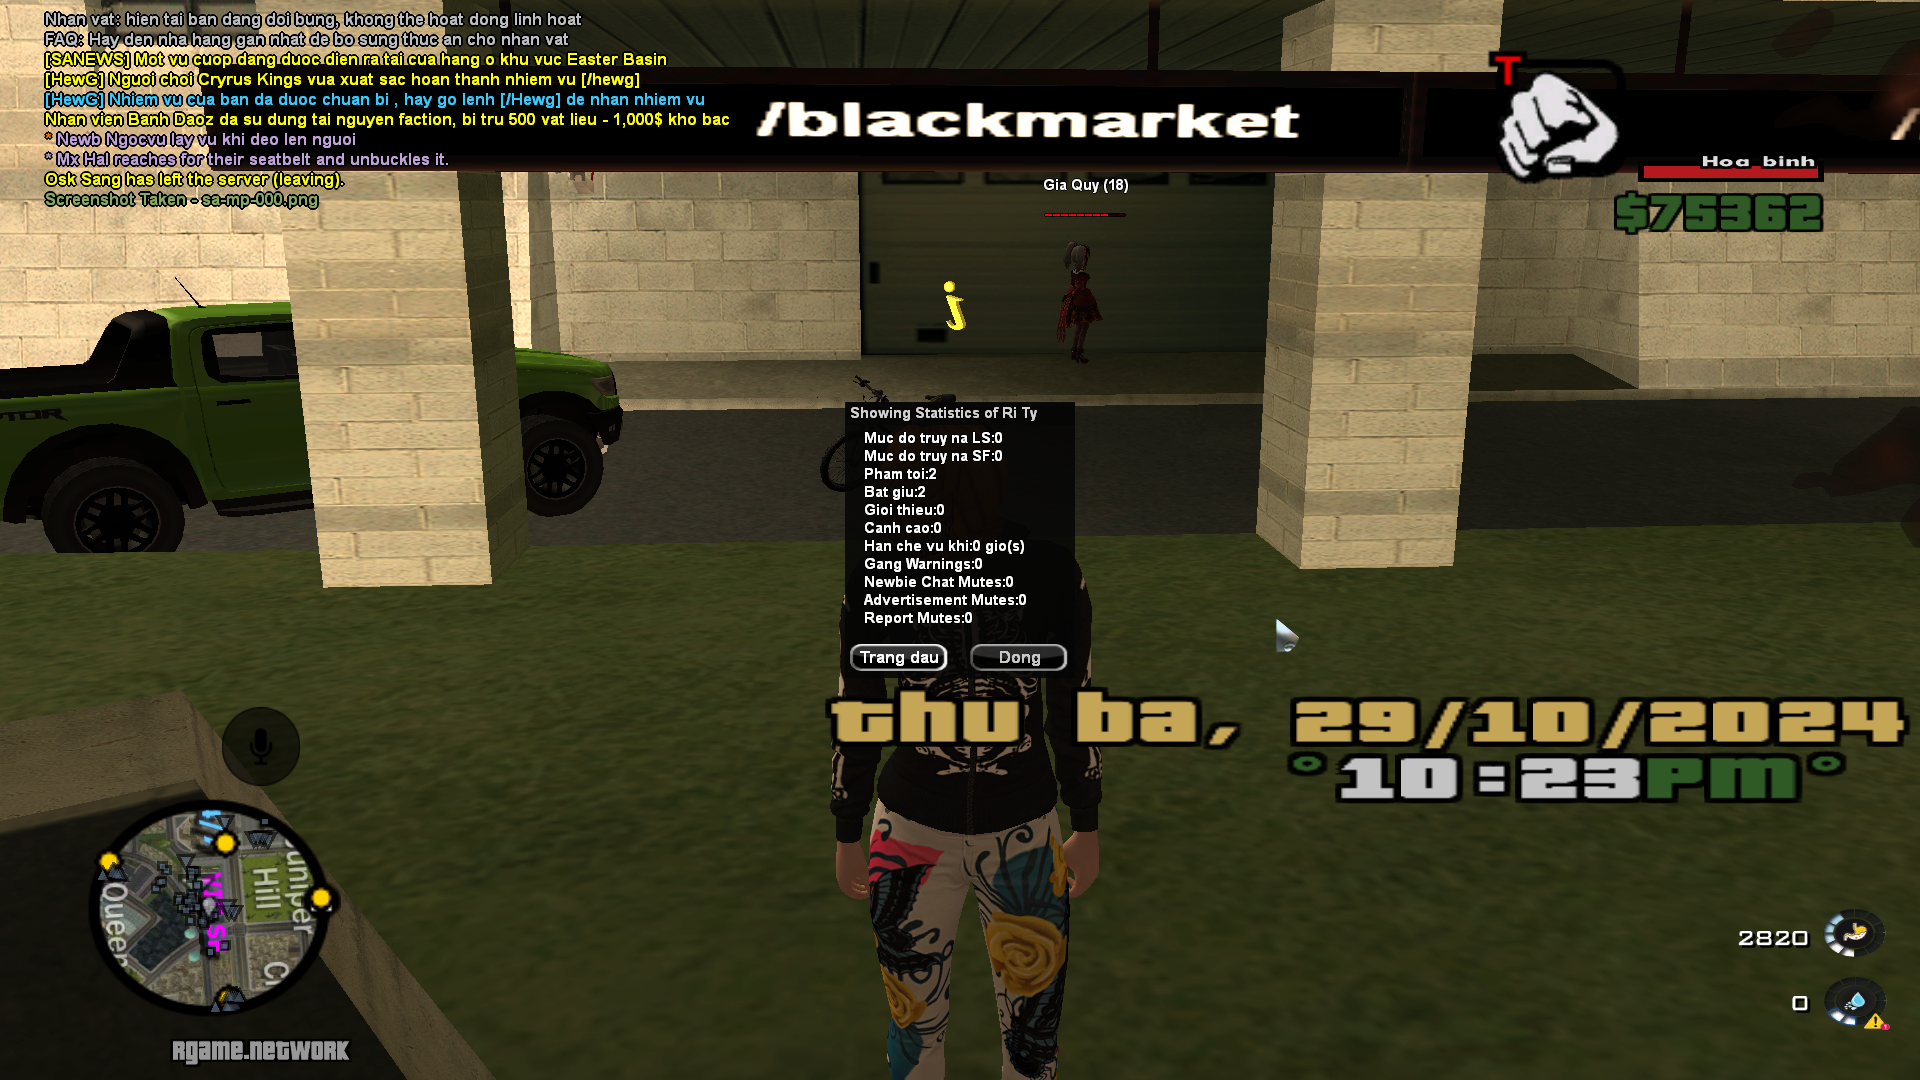 Nhan vat: hien tai ban dang doi bung, khong the hoat dong linh hoat
FAQ: Hay den nha hang gan nhat de bo sung thuc an cho nhan vat
[SANEWS] Mot vu cuop dang duoc dien ra tai cua hang o khu vuc Easter Basin
[HewG] Nguoi choi Cryrus Kings vua xuat sac hoan thanh nhiem vu [/hewg]
[HewG] Nhiem vu cua ban da duoc chuan bi , hay go lenh [/Hewg] de nhan nhiem vu
Nhan vien Banh Daoz da su dung tai nguyen faction, bi tru 500 vat lieu - 1,000$ kho bac
* Newb Ngocvu lay vu khi deo len nguoi
* Mx Hal reaches for their seatbelt and unbuckles it.
Osk Sang has left the server (leaving).
Screenshot Taken - sa-mp-000.png
/blackmarket
T
Hoa binh
$75362
Gia Quy (18)
Showing Statistics of Ri Ty
Muc do truy na LS:0
Muc do truy na SF:0
Pham toi:2
Bat giu:2
Gioi thieu:0
Canh cao:0
Han che vu khi:0 gio(s)
Gang Warnings:0
Newbie Chat Mutes:0
Advertisement Mutes:0
Report Mutes:0
Trang dau
Dong
thu ba, 29/10/2024
10:23PM
Queen
Hill
Juniper
2820
0
RGAME.NETWORK